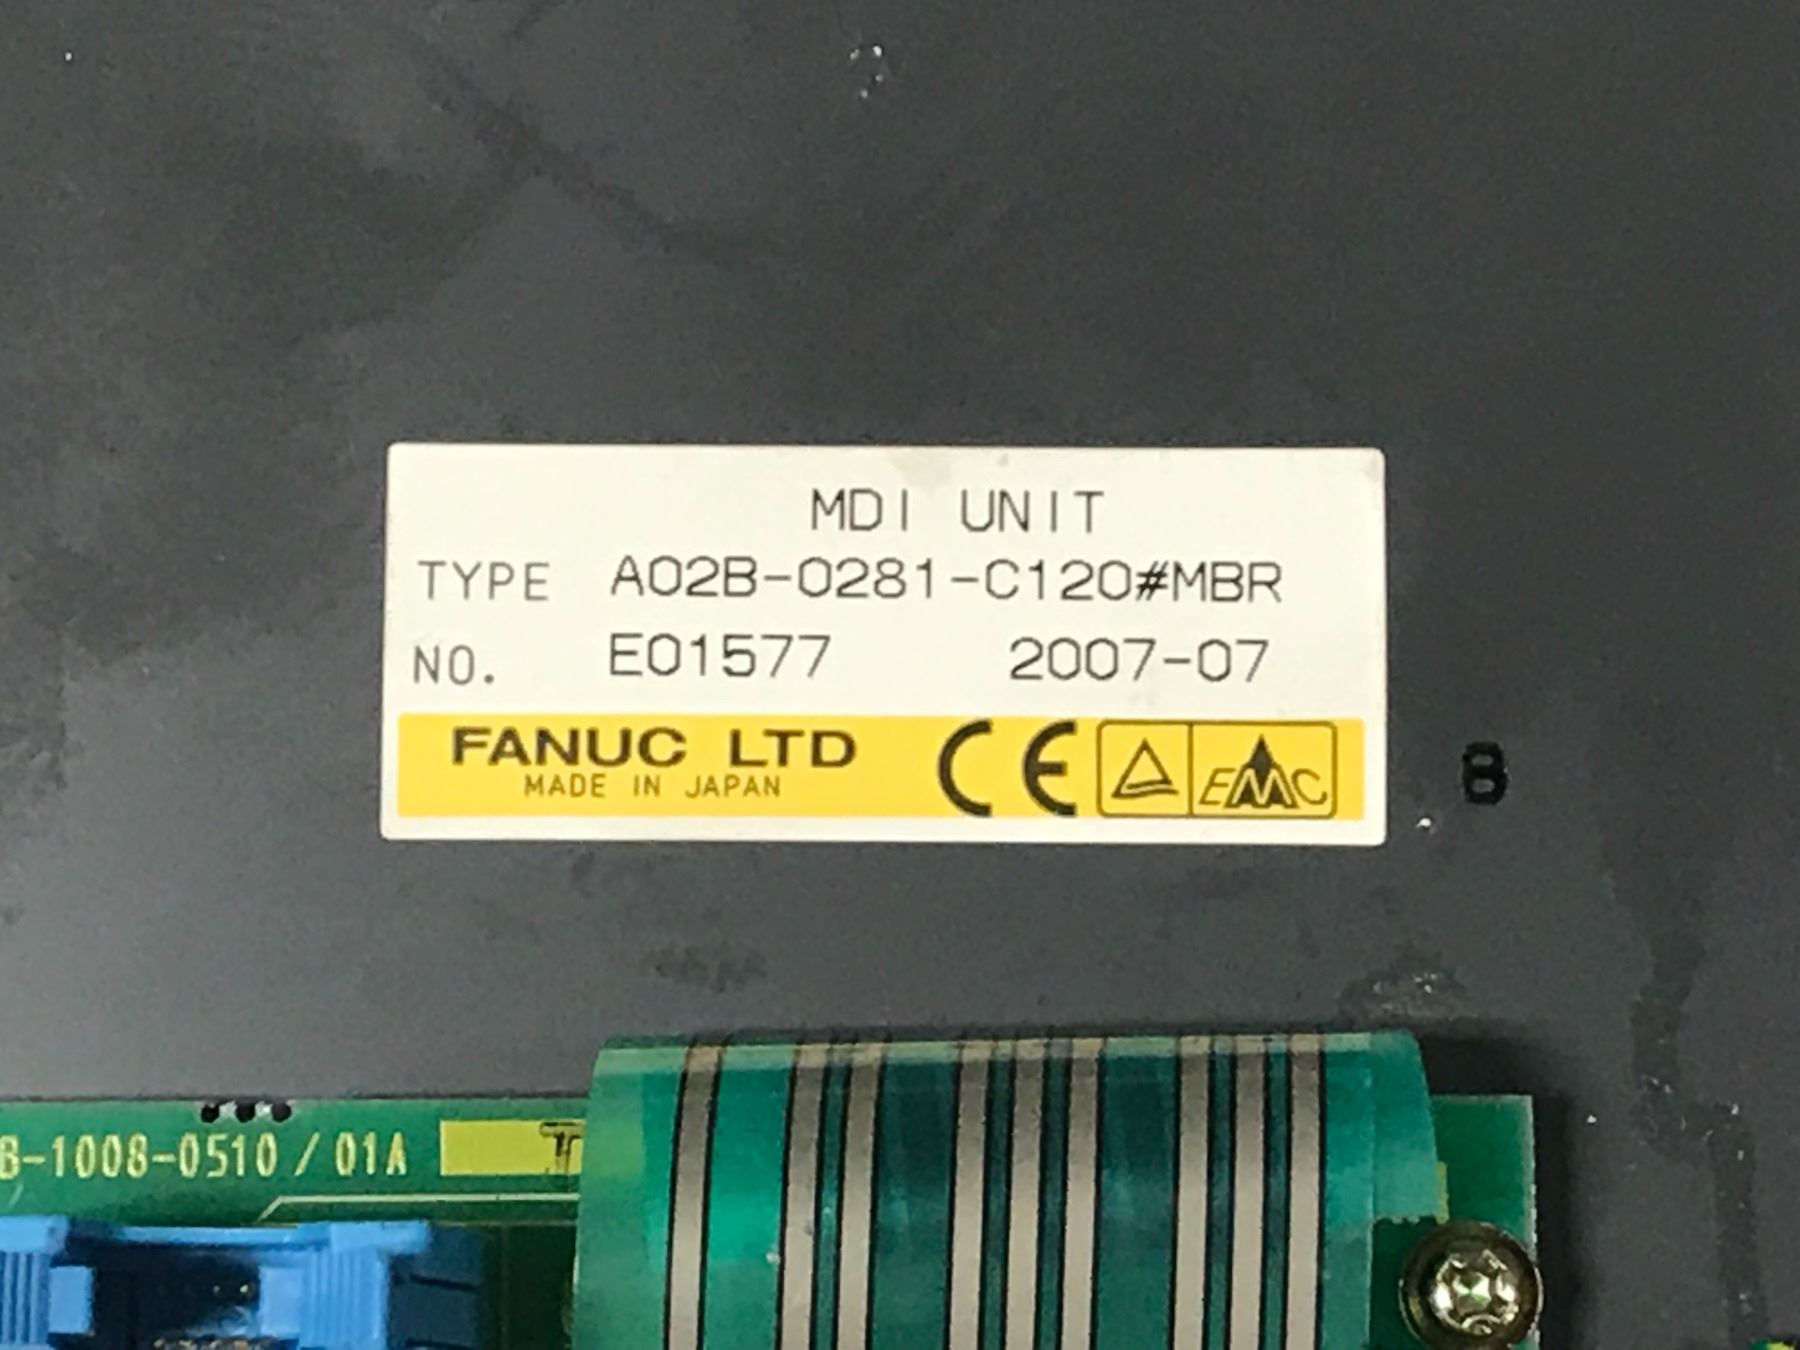 MDI UNIT
TYPE A02B-0281-C120#MBR
NO. E01577 2007-07
FANUC LTD
MADE IN JAPAN
CE EMC
8
B-1008-0510 / 01A